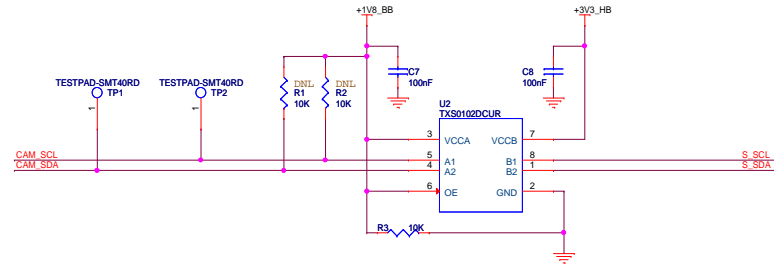 +1V8_BB
+3V3_HB
TESTPAD-SMT40RD
TP1
1
TESTPAD-SMT40RD
TP2
1
DNL
R1
10K
DNL
R2
10K
C7
100nF
C8
100nF
U2
TXS0102DCUR
3 VCCA VCCB 7
CAM_SCL 5 A1 B1 8 S_SCL
CAM_SDA 4 A2 B2 1 S_SDA
6 OE GND 2
R3 10K